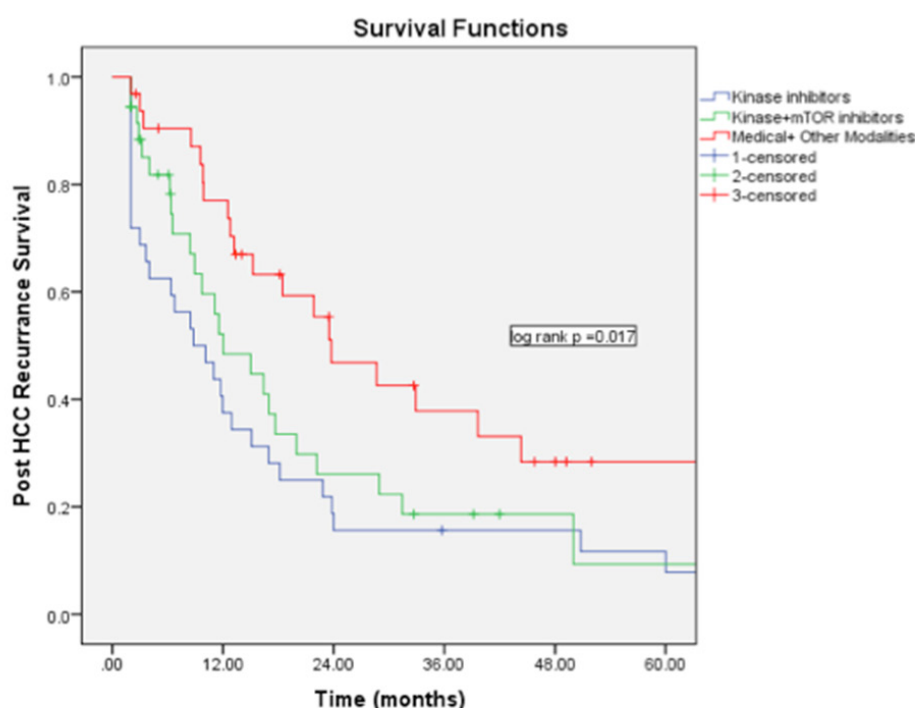 Survival Functions
1.0
0.8
0.6
0.4
0.2
0.0
Post HCC Recurrance Survival
Kinase inhibitors
Kinase+mTOR inhibitors
Medical+ Other Modalities
1-censored
2-censored
3-censored
log rank p =0.017
.00
12.00
24.00
36.00
48.00
60.00
Time (months)